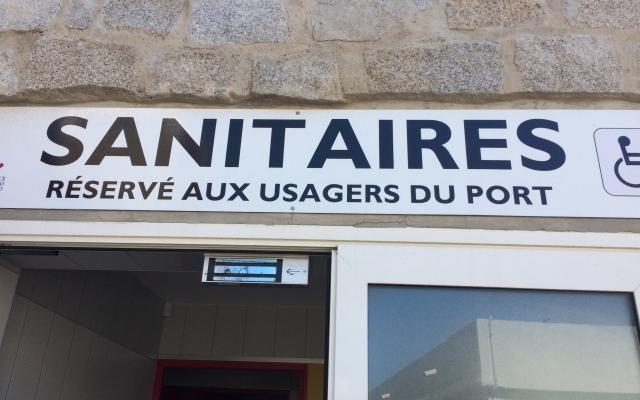 SANITAIRES
RÉSERVÉ AUX USAGERS DU PORT